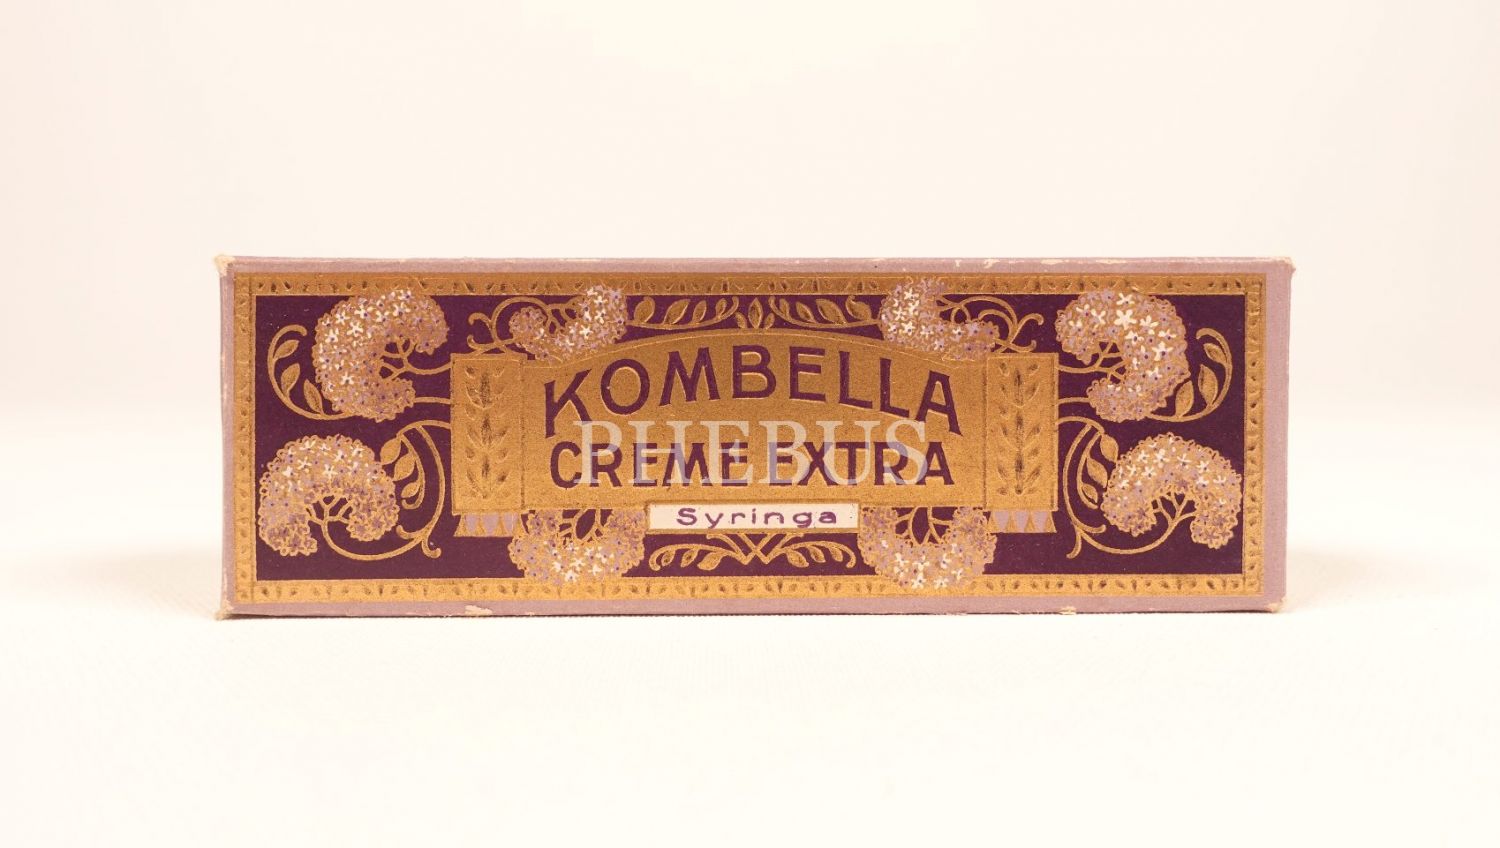 KOMBELLA
CREME EXTRA
PHEBUS
Syringa